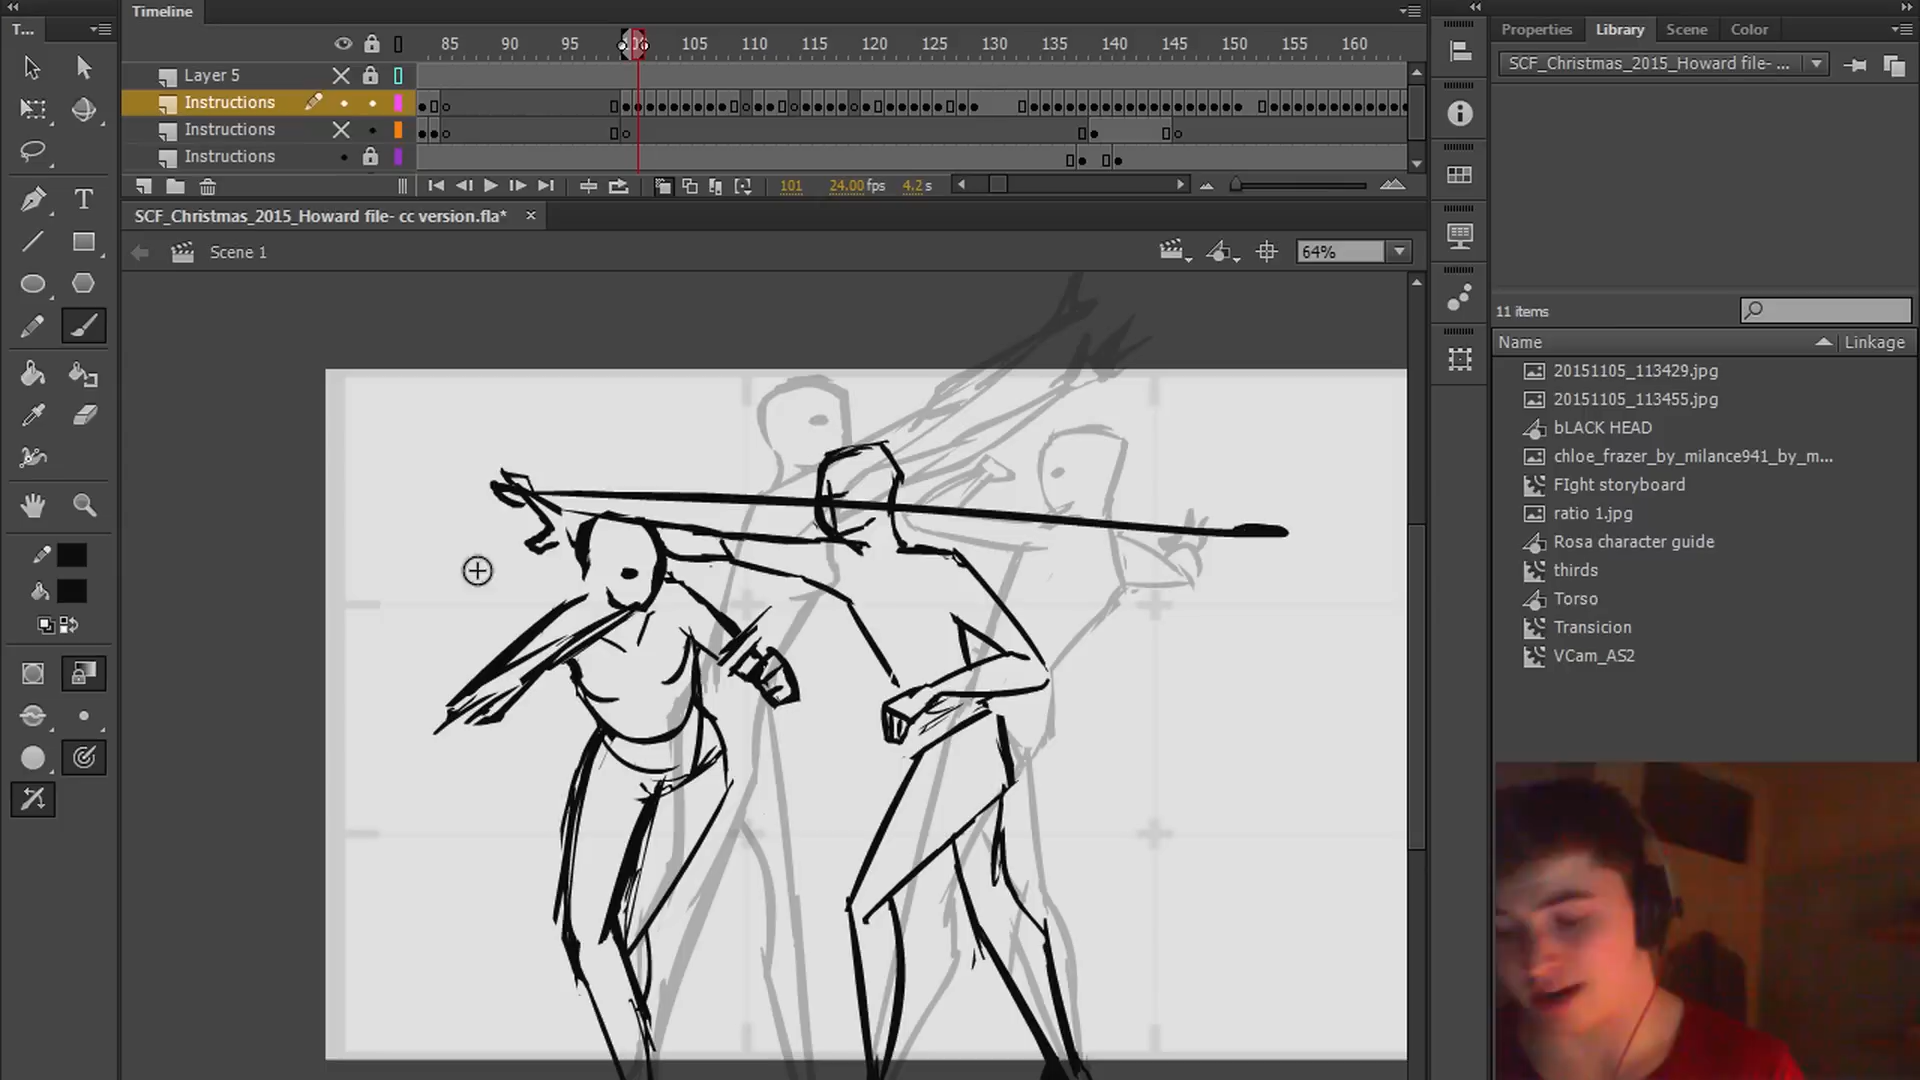 Timeline
T...
85 90 95 105 110 115 120 125 130 135 140 145 150 155 160
Layer 5
Instructions
Instructions
Instructions
101 24.00 fps 4.2 s
SCF_Christmas_2015_Howard file- cc version.fla*
Scene 1
64%
Properties Library Scene Color
SCF_Christmas_2015_Howard file- ...
11 items
Name Linkage
20151105_113429.jpg
20151105_113455.jpg
bLACK HEAD
chloe_frazer_by_milance941_by_m...
FIght storyboard
ratio 1.jpg
Rosa character guide
thirds
Torso
Transicion
VCam_AS2